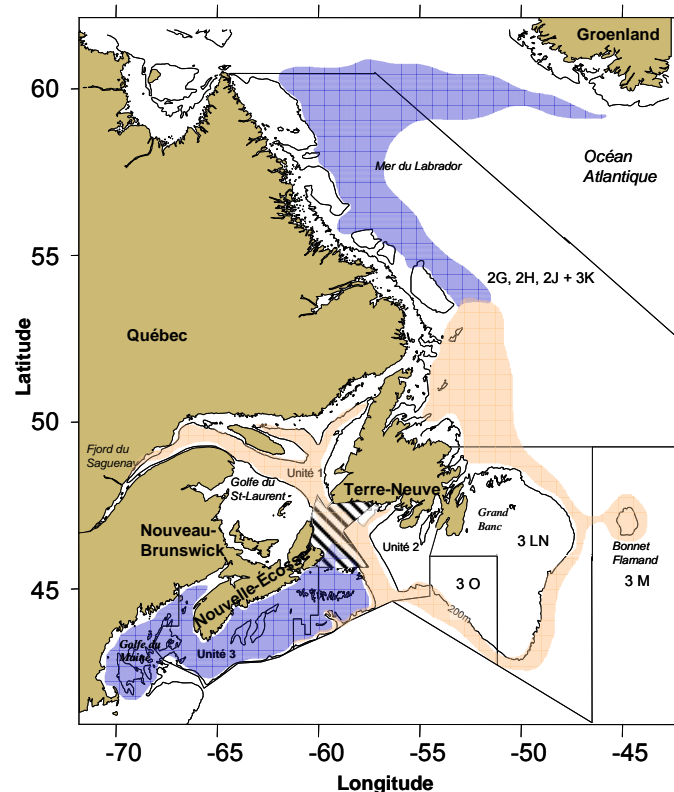 Groenland
60
Mer du Labrador
Océan
Atlantique
55
2G, 2H, 2J + 3K
Québec
Latitude
50
Fjord du
Saguenay
Unité 1
Golfe du
St-Laurent
Terre-Neuve
Grand
Banc
Nouveau-
Brunswick
Unité 2
3 LN
Bonnet
Flamand
3 M
Nouvelle-Écosse
3 O
45
200m
Golfe du
Maine
Unité 3
-70
-65
-60
-55
-50
-45
Longitude